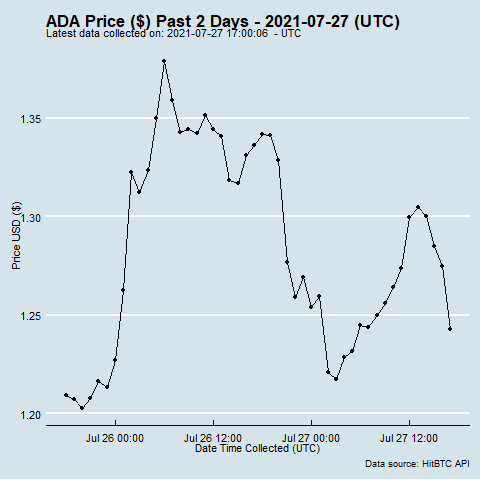 ADA Price ($) Past 2 Days - 2021-07-27 (UTC)
Latest data collected on: 2021-07-27 17:00:06  - UTC
1.35
1.30
1.25
1.20
Price USD ($)
Jul 26 00:00 Jul 26 12:00 Jul 27 00:00 Jul 27 12:00
Date Time Collected (UTC)
Data source: HitBTC API